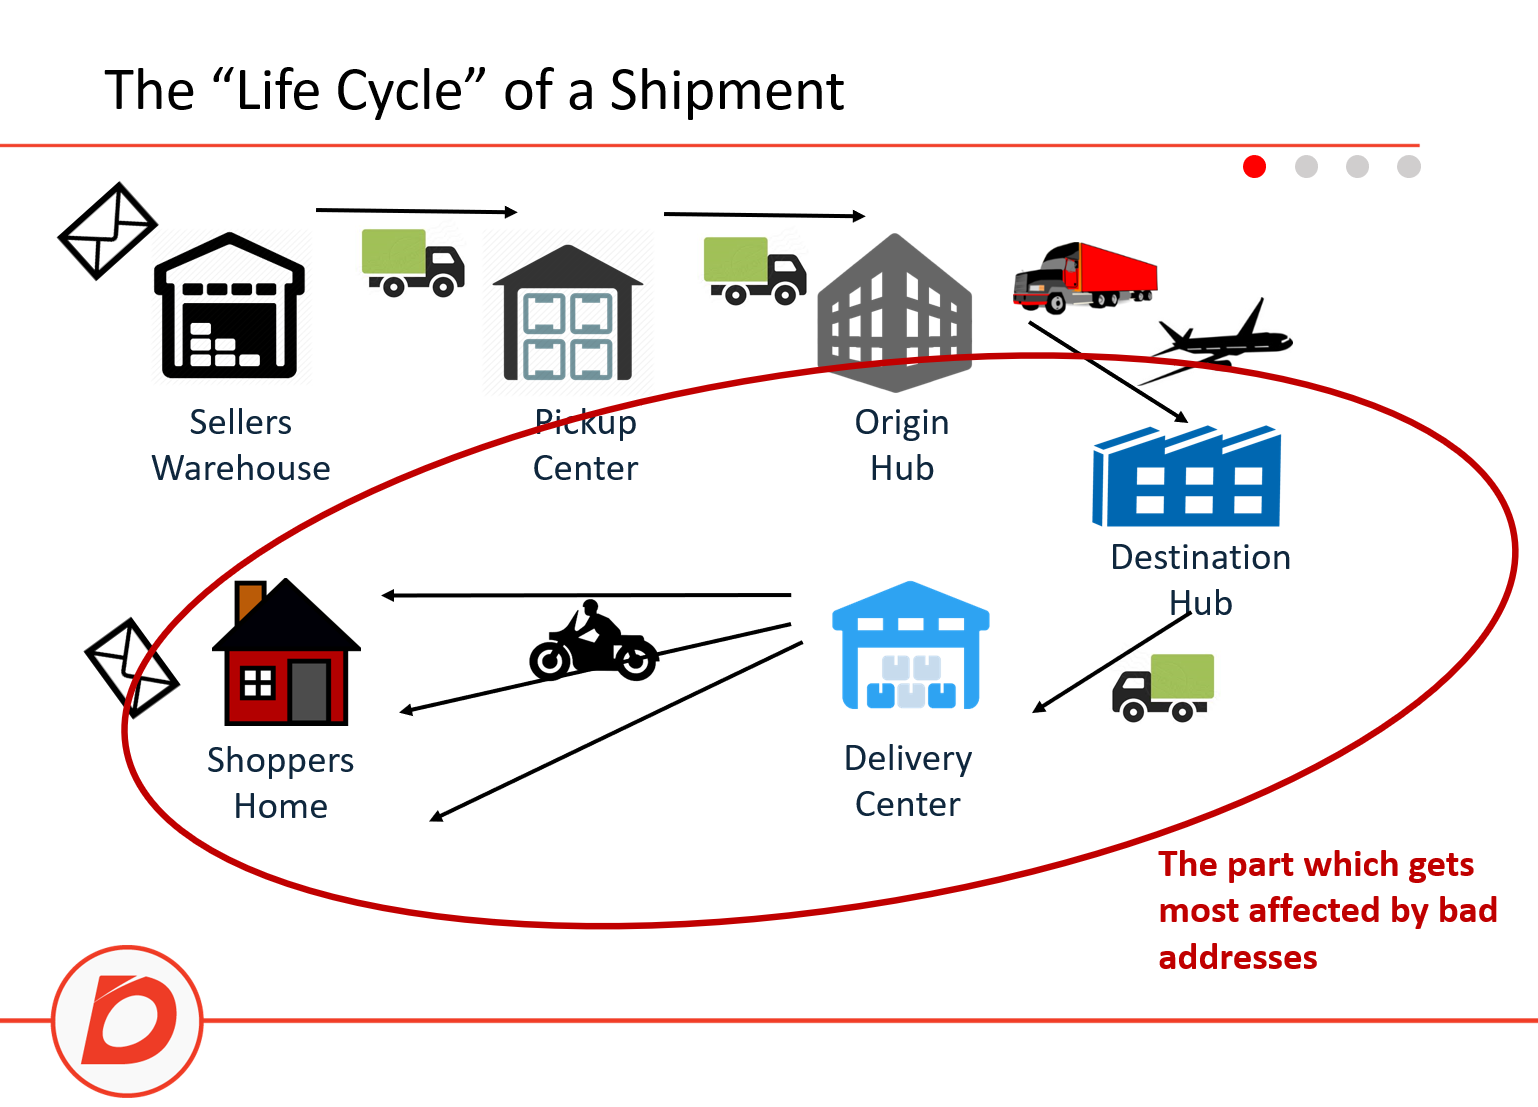 The “Life Cycle” of a Shipment
Sellers
Warehouse
Pickup
Center
Origin
Hub
Destination
Hub
Shoppers
Home
Delivery
Center
The part which gets
most affected by bad
addresses
D